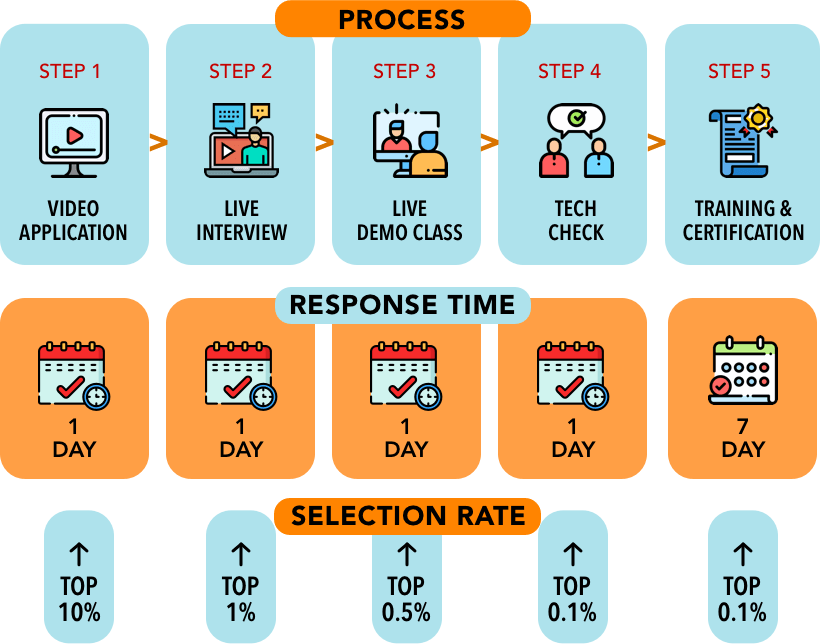 PROCESS
STEP 1
STEP 2
STEP 3
STEP 4
STEP 5
>
>
>
>
VIDEO
APPLICATION
LIVE
INTERVIEW
LIVE
DEMO CLASS
TECH
CHECK
TRAINING &
CERTIFICATION
RESPONSE TIME
1
DAY
1
DAY
1
DAY
1
DAY
7
DAY
SELECTION RATE
TOP
10%
TOP
1%
TOP
0.5%
TOP
0.1%
TOP
0.1%